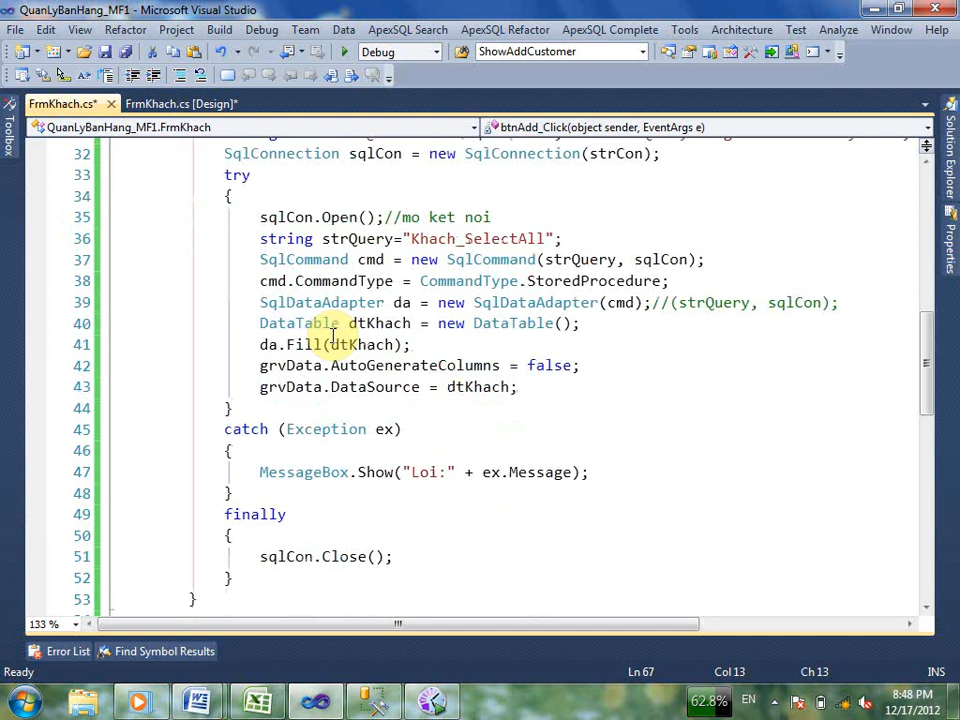 QuanLyBanHang_MF1 - Microsoft Visual Studio
File Edit View Refactor Project Build Debug Team Data ApexSQL Search ApexSQL Refactor ApexSQL Complete Tools Architecture Test Analyze Window Help
Debug ShowAddCustomer
FrmKhach.cs* FrmKhach.cs [Design]*
QuanLyBanHang_MF1.FrmKhach btnAdd_Click(object sender, EventArgs e)
32 SqlConnection sqlCon = new SqlConnection(strCon);
33 try
34 {
35 sqlCon.Open();//mo ket noi
36 string strQuery="Khach_SelectAll";
37 SqlCommand cmd = new SqlCommand(strQuery, sqlCon);
38 cmd.CommandType = CommandType.StoredProcedure;
39 SqlDataAdapter da = new SqlDataAdapter(cmd);//(strQuery, sqlCon);
40 DataTable dtKhach = new DataTable();
41 da.Fill(dtKhach);
42 grvData.AutoGenerateColumns = false;
43 grvData.DataSource = dtKhach;
44 }
45 catch (Exception ex)
46 {
47 MessageBox.Show("Loi:" + ex.Message);
48 }
49 finally
50 {
51 sqlCon.Close();
52 }
53 }
133 %
Error List Find Symbol Results
Ready Ln 67 Col 13 Ch 13 INS
62.8% EN 8:48 PM
12/17/2012
Toolbox
Solution Explorer
Properties